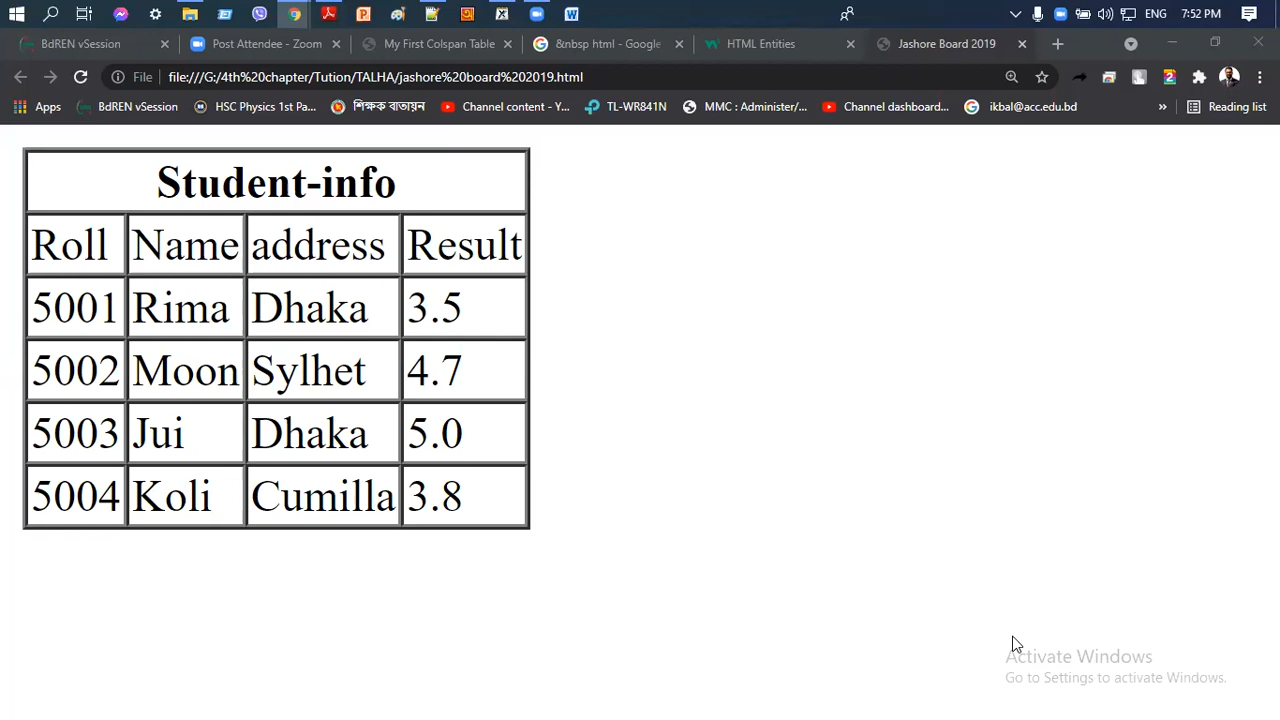 ENG 7:52 PM
BdREN vSession Post Attendee - Zoom My First Colspan Table &nbsp html - Google HTML Entities Jashore Board 2019
File file:///G:/4th%20chapter/Tution/TALHA/jashore%20board%202019.html
Apps BdREN vSession HSC Physics 1st Pa... শিক্ষক বাতায়ন Channel content - Y... TL-WR841N MMC : Administer/... Channel dashboard... ikbal@acc.edu.bd » Reading list
Student-info
Roll Name address Result
5001 Rima Dhaka 3.5
5002 Moon Sylhet 4.7
5003 Jui Dhaka 5.0
5004 Koli Cumilla 3.8
Activate Windows
Go to Settings to activate Windows.